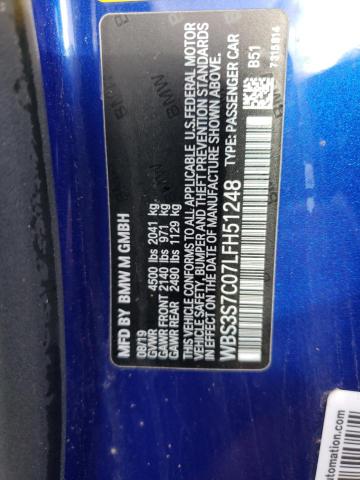 MFD BY BMW M GMBH
08/19
GVWR 4500 lbs 2041 kg
GAWR FRONT 2140 lbs 971 kg
GAWR REAR 2490 lbs 1129 kg
THIS VEHICLE CONFORMS TO ALL APPLICABLE U.S. FEDERAL MOTOR
VEHICLE SAFETY, BUMPER AND THEFT PREVENTION STANDARDS
IN EFFECT ON THE DATE OF MANUFACTURE SHOWN ABOVE.
WBS3S7C07LFH51248 TYPE: PASSENGER CAR
B51
7315814